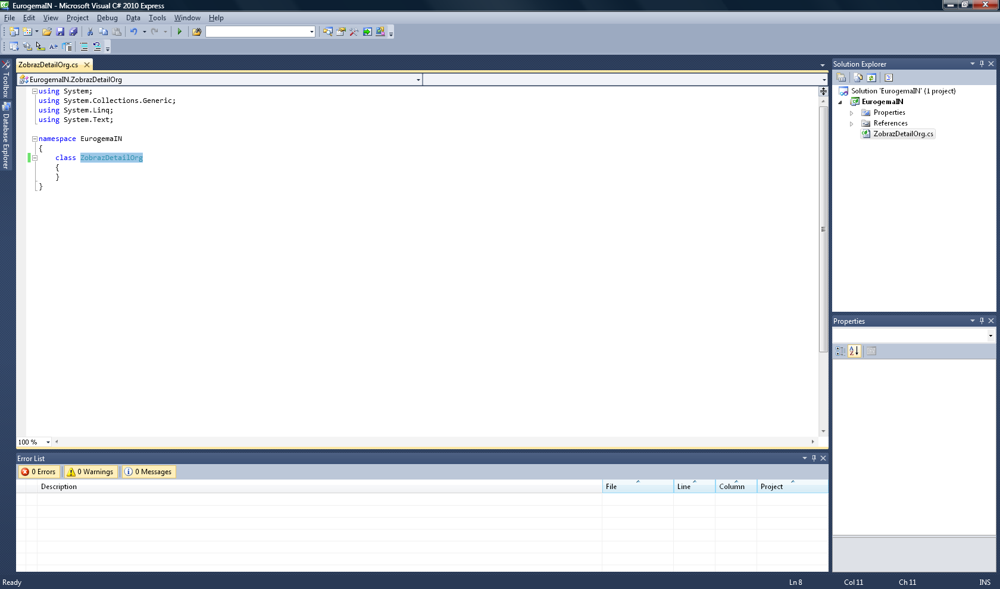 EurogemaIN - Microsoft Visual C# 2010 Express
File Edit View Project Debug Data Tools Window Help
ZobrazDetailOrg.cs
EurogemaIN.ZobrazDetailOrg
Toolbox
Database Explorer
using System;
using System.Collections.Generic;
using System.Linq;
using System.Text;
namespace EurogemaIN
{
class ZobrazDetailOrg
{
}
}
100 %
Solution Explorer
Solution 'EurogemaIN' (1 project)
EurogemaIN
Properties
References
ZobrazDetailOrg.cs
Properties
Error List
0 Errors 0 Warnings 0 Messages
Description File Line Column Project
Ready Ln 8 Col 11 Ch 11 INS